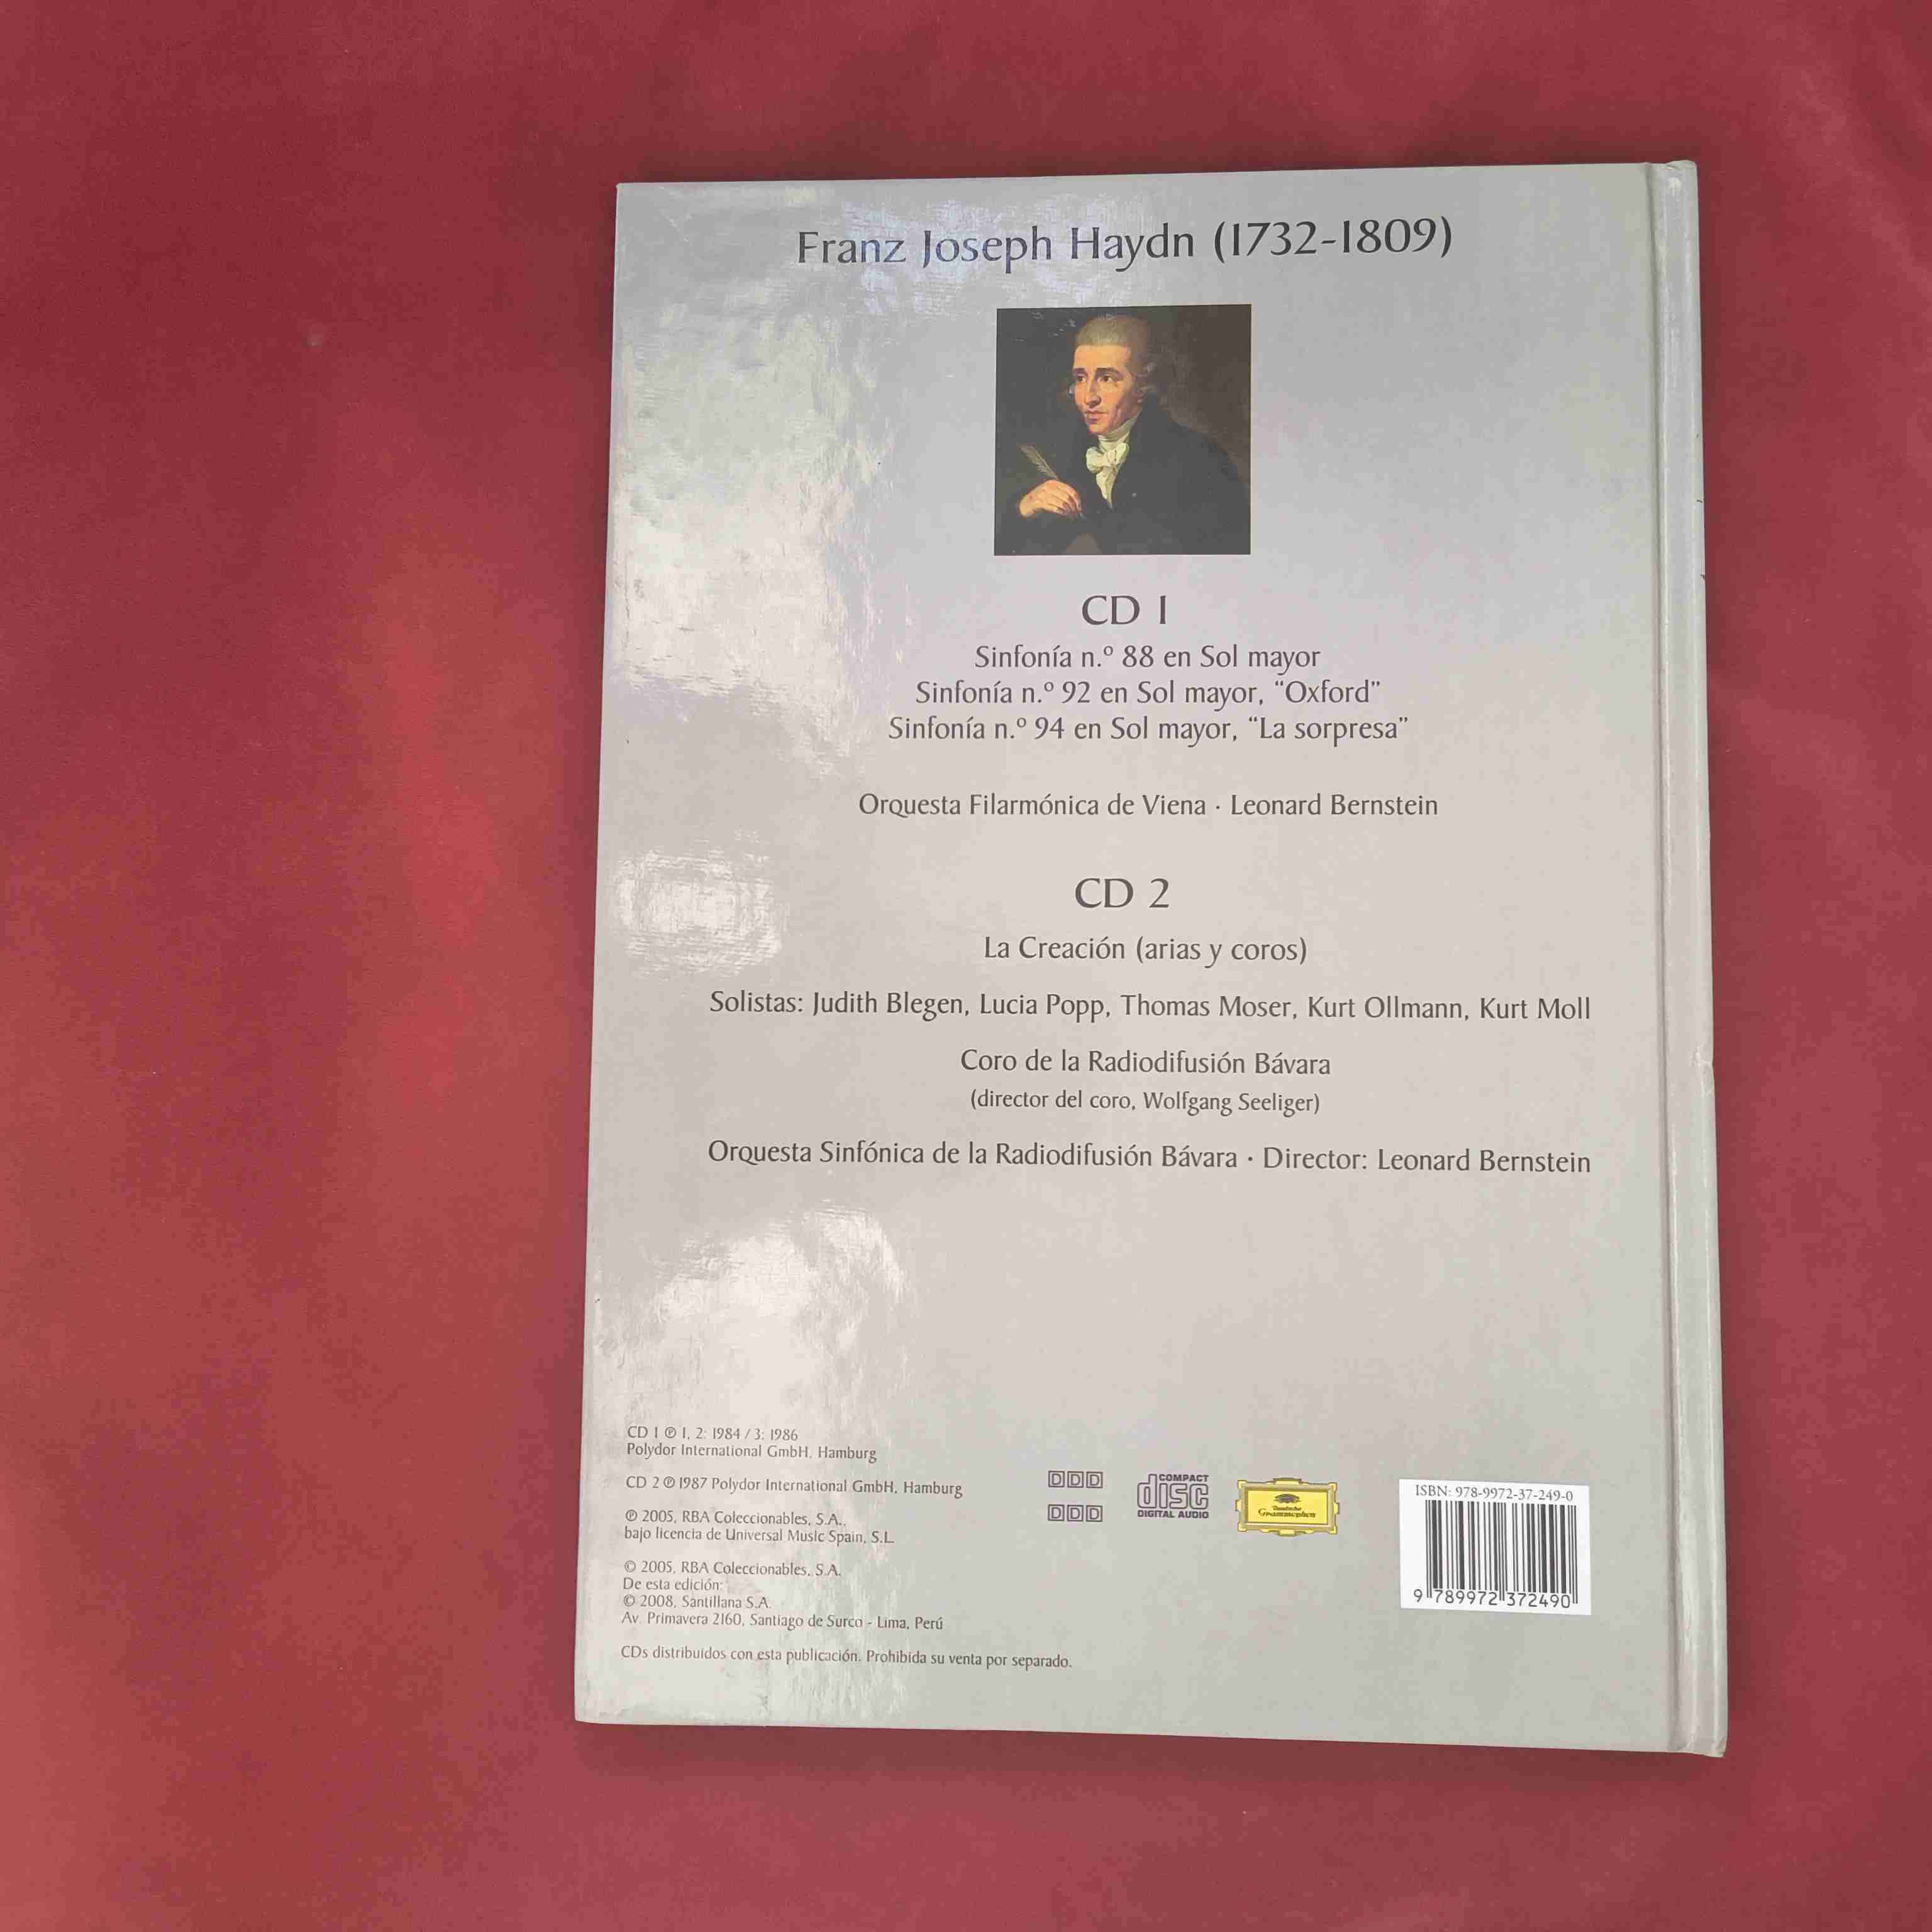 Franz Joseph Haydn (1732-1809)
CD 1
Sinfonía n.º 88 en Sol mayor
Sinfonía n.º 92 en Sol mayor, “Oxford”
Sinfonía n.º 94 en Sol mayor, “La sorpresa”
Orquesta Filarmónica de Viena · Leonard Bernstein
CD 2
La Creación (arias y coros)
Solistas: Judith Blegen, Lucia Popp, Thomas Moser, Kurt Ollmann, Kurt Moll
Coro de la Radiodifusión Bávara
(director del coro, Wolfgang Seeliger)
Orquesta Sinfónica de la Radiodifusión Bávara · Director: Leonard Bernstein
CD 1 ℗ 1, 2: 1984 / 3: 1986
Polydor International GmbH, Hamburg
CD 2 ℗ 1987 Polydor International GmbH, Hamburg
℗ 2005, RBA Coleccionables, S.A.,
bajo licencia de Universal Music Spain, S.L.
© 2005, RBA Coleccionables, S.A.
De esta edición:
© 2008, Santillana S.A.
Av. Primavera 2160, Santiago de Surco - Lima, Perú
CDs distribuidos con esta publicación. Prohibida su venta por separado.
DDD
DDD
COMPACT
disc
DIGITAL AUDIO
Deutsche
Grammophon
ISBN: 978-9972-37-249-0
9 789972 372490